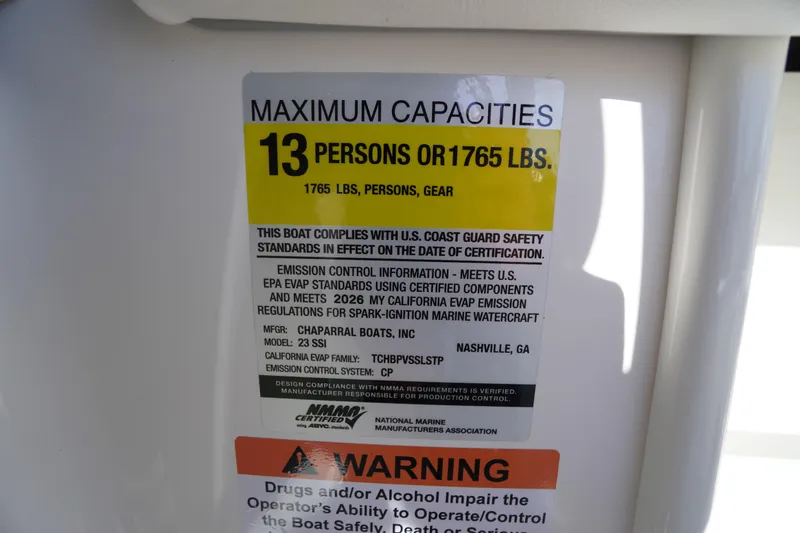 MAXIMUM CAPACITIES
13 PERSONS OR 1765 LBS.
1765 LBS, PERSONS, GEAR
THIS BOAT COMPLIES WITH U.S. COAST GUARD SAFETY
STANDARDS IN EFFECT ON THE DATE OF CERTIFICATION.
EMISSION CONTROL INFORMATION - MEETS U.S.
EPA EVAP STANDARDS USING CERTIFIED COMPONENTS
AND MEETS 2026 MY CALIFORNIA EVAP EMISSION
REGULATIONS FOR SPARK-IGNITION MARINE WATERCRAFT
MFGR: CHAPARRAL BOATS, INC
MODEL: 23 SSI NASHVILLE, GA
CALIFORNIA EVAP FAMILY: TCHBPVSSLSTP
EMISSION CONTROL SYSTEM: CP
DESIGN COMPLIANCE WITH NMMA REQUIREMENTS IS VERIFIED.
MANUFACTURER RESPONSIBLE FOR PRODUCTION CONTROL.
NMMA
CERTIFIED
using ABYC standards
NATIONAL MARINE
MANUFACTURERS ASSOCIATION
WARNING
Drugs and/or Alcohol Impair the
Operator's Ability to Operate/Control
the Boat Safely. Death or Serious